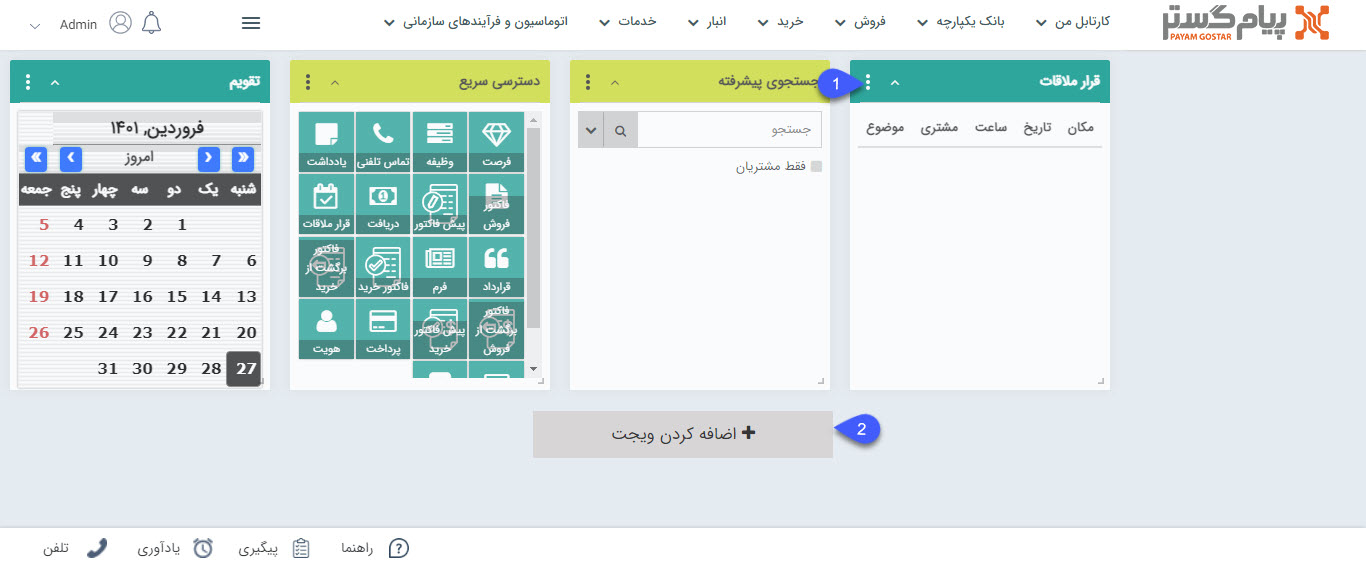 پیام گستر
PAYAM GOSTAR
کارتابل من
بانک یکپارچه
فروش
خرید
انبار
خدمات
اتوماسیون و فرآیندهای سازمانی
Admin
قرار ملاقات
1
مکان تاریخ ساعت مشتری موضوع
جستجوی پیشرفته
جستجو
فقط مشتریان
دسترسی سریع
فرصت
وظیفه
تماس تلفنی
یادداشت
فاکتور
فروش
پیش فاکتور
دریافت
قرار ملاقات
قرارداد
فرم
فاکتور خرید
فاکتور
برگشت از
خرید
فاکتور
برگشت از
فروش
پیش فاکتور
خرید
پرداخت
هویت
تقویم
فروردین, ۱۴۰۱
« ‹ امروز › »
شنبه یک دو سه چهار پنج جمعه
1 2 3 4 5
6 7 8 9 10 11 12
13 14 15 16 17 18 19
20 21 22 23 24 25 26
27 28 29 30 31
+ اضافه کردن ویجت
2
راهنما
پیگیری
یادآوری
تلفن